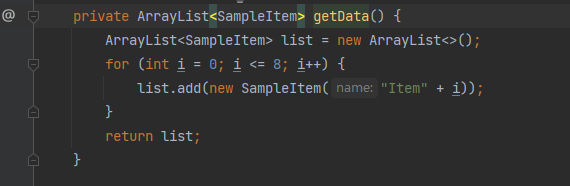 @ private ArrayList<SampleItem> getData() {
ArrayList<SampleItem> list = new ArrayList<>();
for (int i = 0; i <= 8; i++) {
list.add(new SampleItem( name: "Item" + i));
}
return list;
}